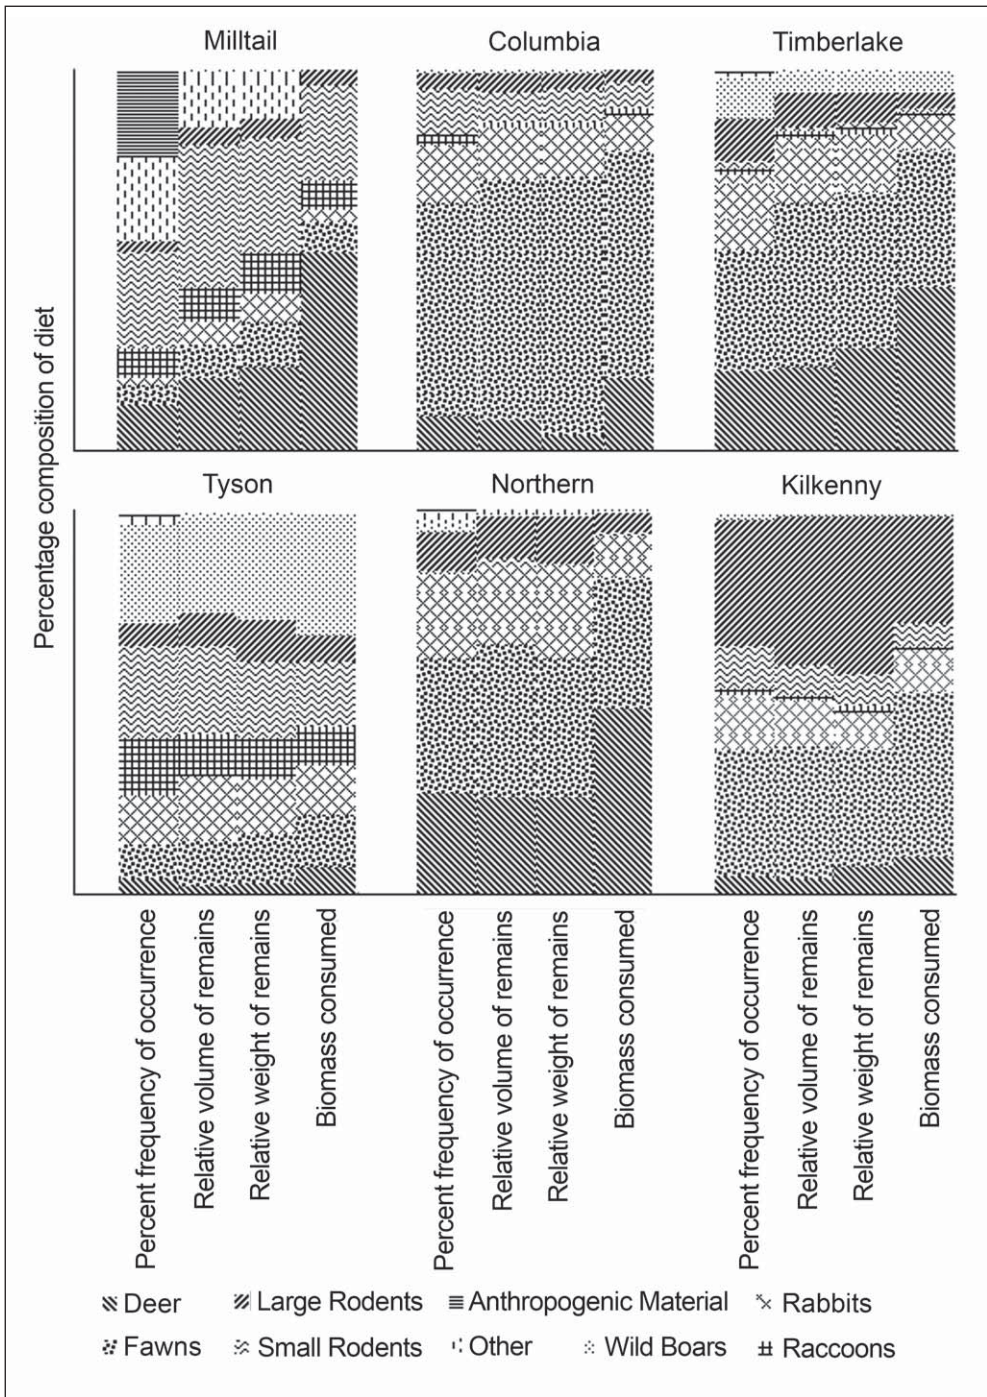 Milltail Columbia Timberlake
Percentage composition of diet
Tyson Northern Kilkenny
Percent frequency of occurrence
Relative volume of remains
Relative weight of remains
Biomass consumed
Percent frequency of occurrence
Relative volume of remains
Relative weight of remains
Biomass consumed
Percent frequency of occurrence
Relative volume of remains
Relative weight of remains
Biomass consumed
Deer Large Rodents Anthropogenic Material Rabbits
Fawns Small Rodents Other Wild Boars Raccoons